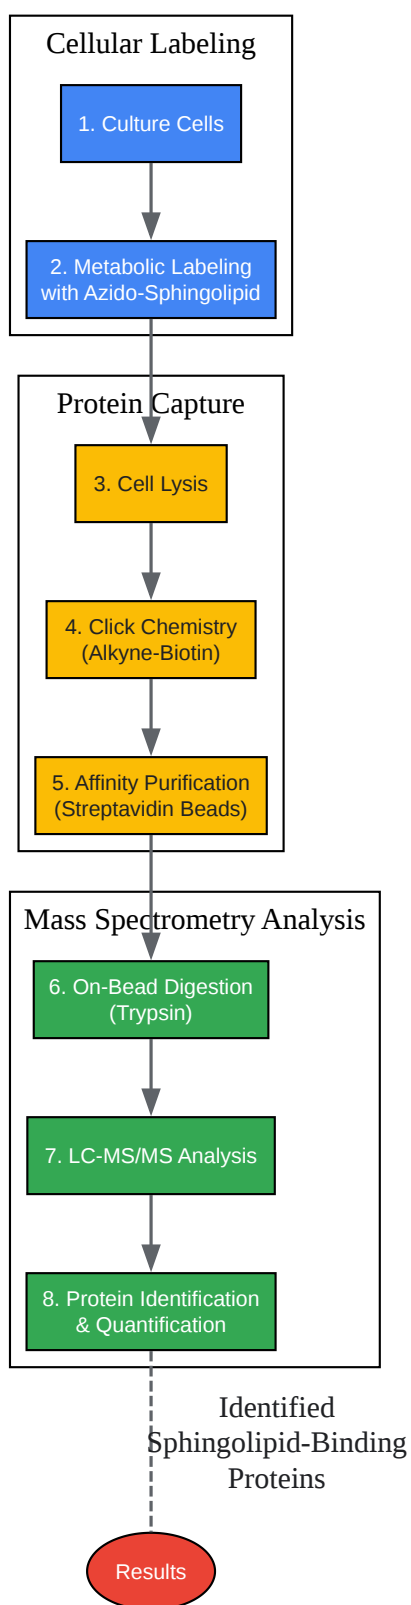 Cellular Labeling
1. Culture Cells
2. Metabolic Labeling
with Azido-Sphingolipid
Protein Capture
3. Cell Lysis
4. Click Chemistry
(Alkyne-Biotin)
5. Affinity Purification
(Streptavidin Beads)
Mass Spectrometry Analysis
6. On-Bead Digestion
(Trypsin)
7. LC-MS/MS Analysis
8. Protein Identification
& Quantification
Identified
Sphingolipid-Binding
Proteins
Results